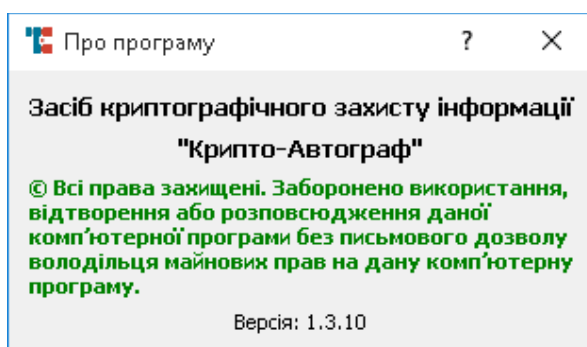 Про програму
Засіб криптографічного захисту інформації
"Крипто-Автограф"
© Всі права захищені. Заборонено використання,
відтворення або розповсюдження даної
комп'ютерної програми без письмового дозволу
володільця майнових прав на дану комп'ютерну
програму.
Версія: 1.3.10